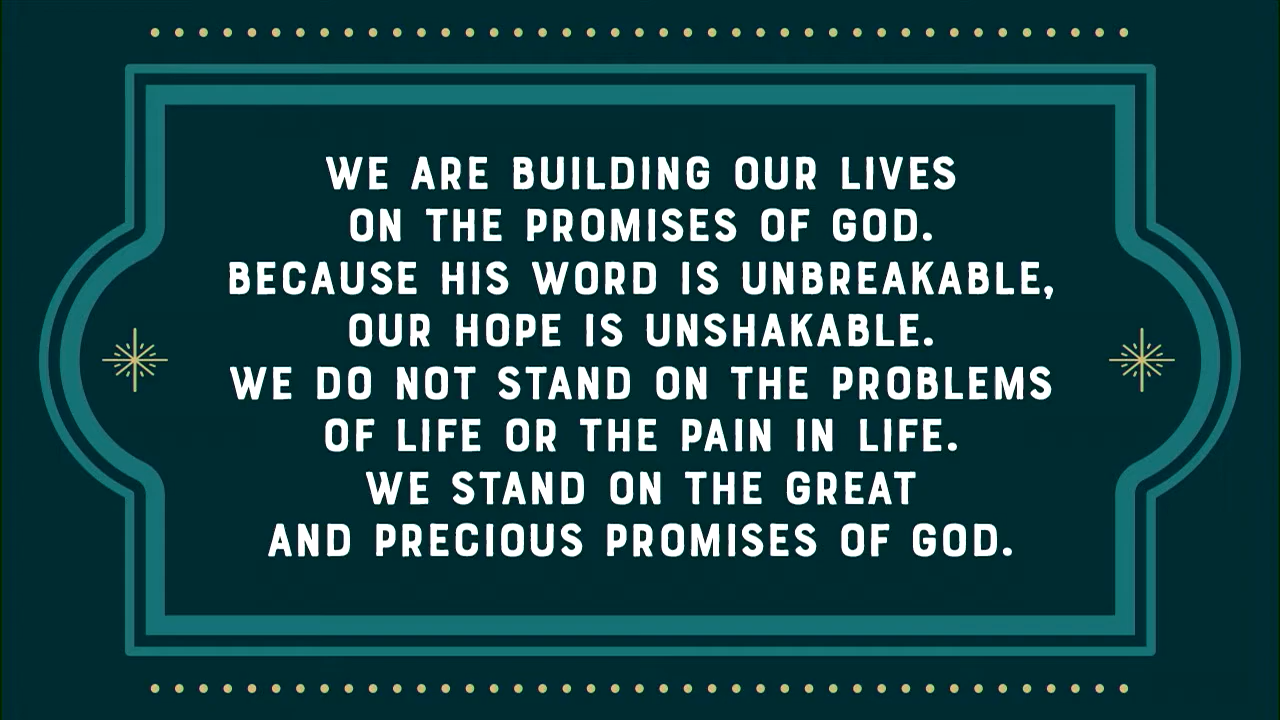 WE ARE BUILDING OUR LIVES
ON THE PROMISES OF GOD.
BECAUSE HIS WORD IS UNBREAKABLE,
OUR HOPE IS UNSHAKABLE.
WE DO NOT STAND ON THE PROBLEMS
OF LIFE OR THE PAIN IN LIFE.
WE STAND ON THE GREAT
AND PRECIOUS PROMISES OF GOD.